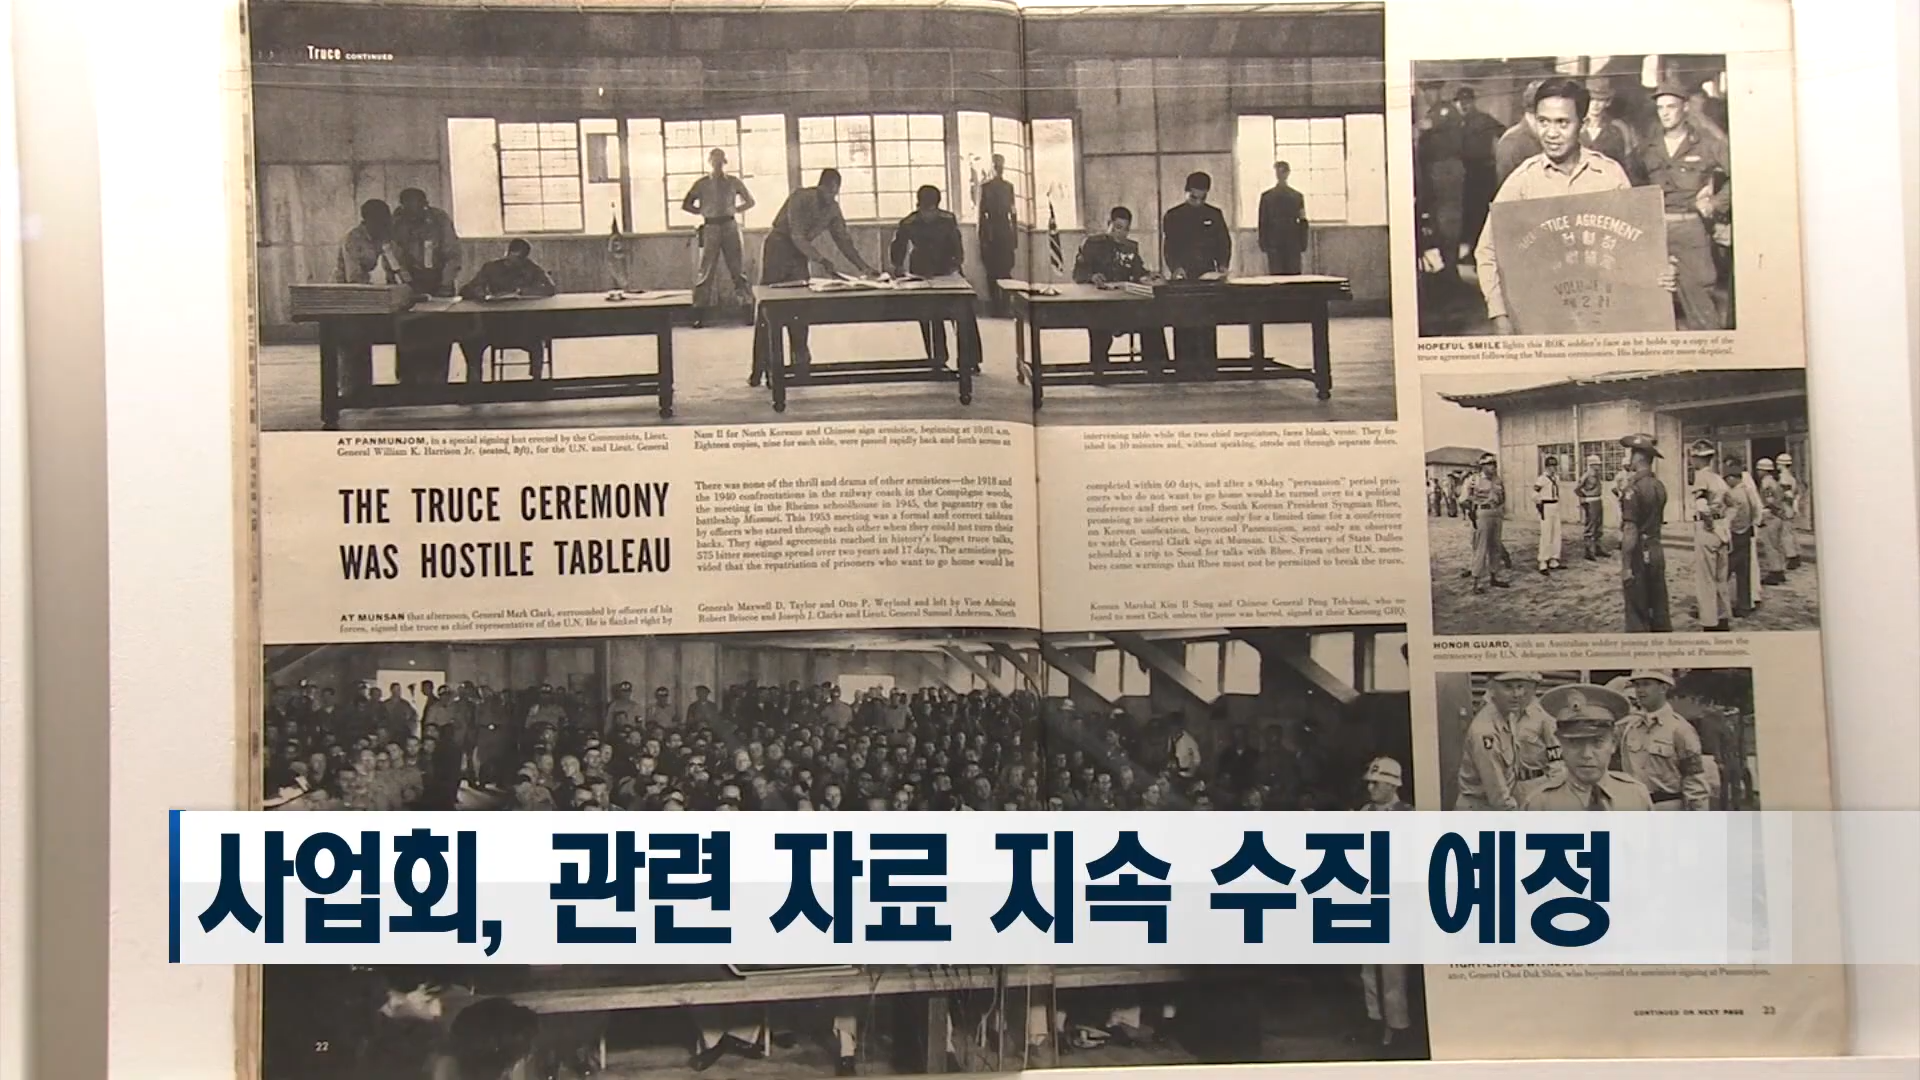 Truce CONTINUED
AT PANMUNJOM, in a special signing hut erected by the Communists, Lieut.
General William K. Harrison Jr. (seated, left), for the U.N. and Lieut. General
Nam Il for North Koreans and Chinese sign armistice, beginning at 10:01 a.m.
Eighteen copies, nine for each side, were passed rapidly back and forth across an
intervening table while the two chief negotiators, faces blank, wrote. They fin-
ished in 10 minutes and, without speaking, strode out through separate doors.
THE TRUCE CEREMONY
WAS HOSTILE TABLEAU
There was none of the thrill and drama of other armistices—the 1918 and
the 1940 confrontations in the railway coach in the Compiègne woods,
the meeting in the Rheims schoolhouse in 1945, the pageantry on the
battleship Missouri. This 1953 meeting was a formal and correct tableau
by officers who stared through each other when they could not turn their
backs. They signed agreements reached in history's longest truce talks,
575 bitter meetings spread over two years and 17 days. The armistice pro-
vided that the repatriation of prisoners who want to go home would be
completed within 60 days, and after a 90-day "persuasion" period pris-
oners who do not want to go home would be turned over to a political
conference and then set free. South Korean President Syngman Rhee,
promising to observe the truce only for a limited time for a conference
on Korean unification, boycotted Panmunjom, sent only an observer
to watch General Clark sign at Munsan. U.S. Secretary of State Dulles
scheduled a trip to Seoul for talks with Rhee. From other U.N. mem-
bers came warnings that Rhee must not be permitted to break the truce.
AT MUNSAN that afternoon, General Mark Clark, surrounded by officers of his
forces, signed the truce as chief representative of the U.N. He is flanked right by
Generals Maxwell D. Taylor and Otto P. Weyland and left by Vice Admirals
Robert Briscoe and Joseph J. Clarke and Lieut. General Samuel Anderson. North
Korean Marshal Kim Il Sung and Chinese General Peng Teh-huai, who re-
fused to meet Clark unless the press was barred, signed at their Kaesong GHQ.
TICE AGREEMENT
VOLUME II
HOPEFUL SMILE lights this ROK soldier's face as he holds up a copy of the
truce agreement following the Munsan ceremonies. His leaders are more skeptical.
HONOR GUARD, with an Australian soldier joining the Americans, lines the
entranceway for U.N. delegates to the Communist peace pagoda at Panmunjom.
MP
사업회, 관련 자료 지속 수집 예정
ator, General Choi Duk Shin, who boycotted the armistice signing at Panmunjom.
CONTINUED ON NEXT PAGE 23
22